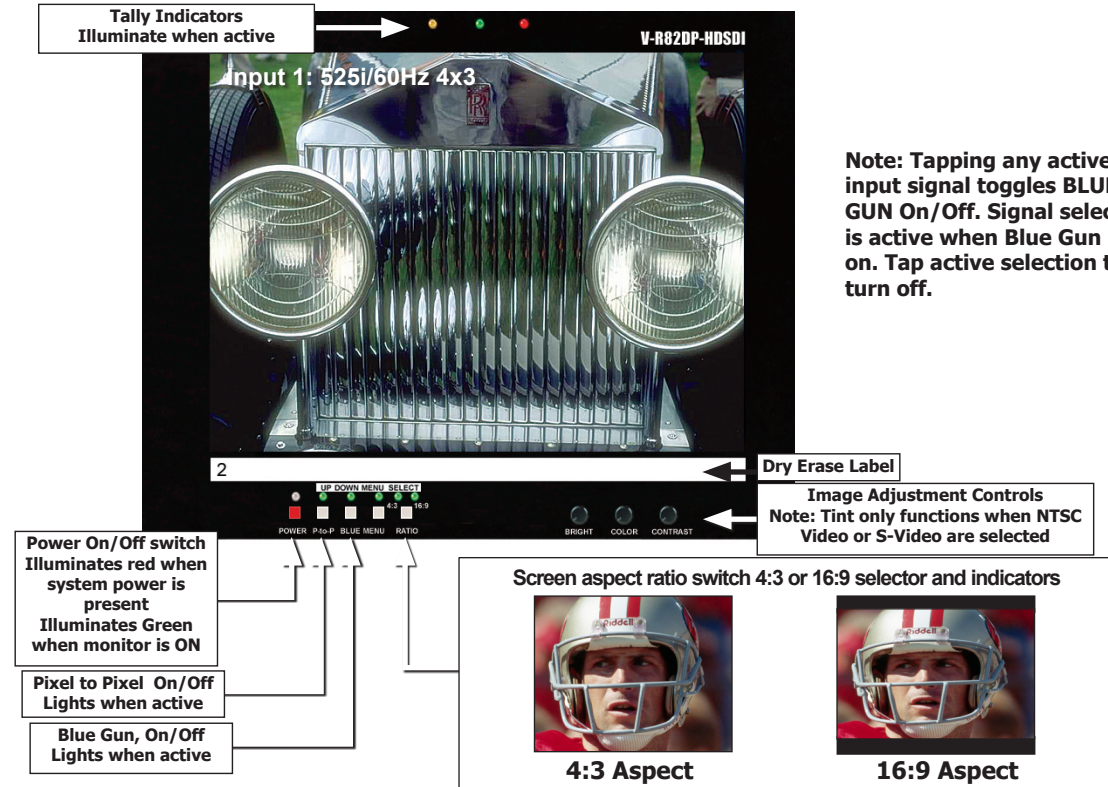 Tally Indicators
Illuminate when active
V-R82DP-HDSDI
Input 1: 525i/60Hz 4x3
RR
Note: Tapping any active
input signal toggles
GUN On/Off. Signal
is active when Blue Gun
on. Tap active selection
turn off.
2
Dry Erase Label
UP DOWN MENU SELECT
4:3 16:9
POWER P-to-P BLUE MENU RATIO
BRIGHT COLOR CONTRAST
Image Adjustment Controls
Note: Tint only functions when NTSC
Video or S-Video are selected
Power On/Off switch
Illuminates red when
system power is
present
Illuminates Green
when monitor is ON
Pixel to Pixel On/Off
Lights when active
Blue Gun, On/Off
Lights when active
Screen aspect ratio switch 4:3 or 16:9 selector and indicators
Riddell
Riddell
4:3 Aspect
16:9 Aspect